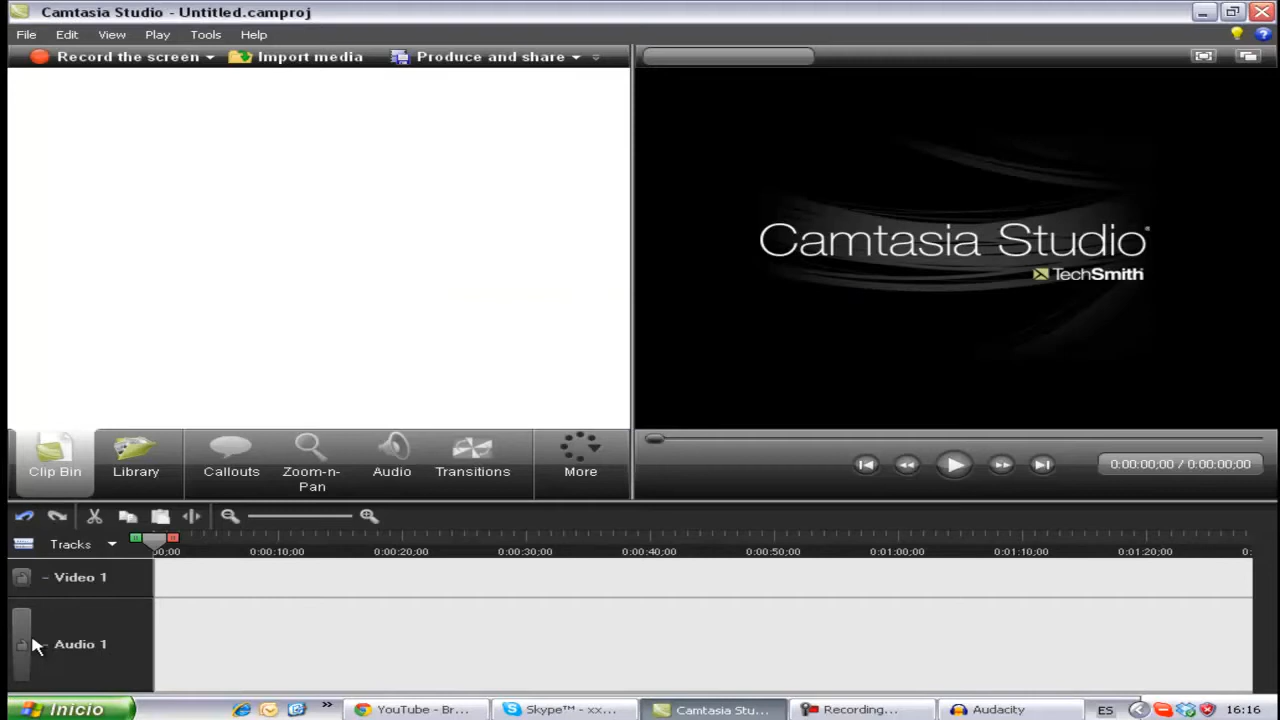 Camtasia Studio - Untitled.camproj
File Edit View Play Tools Help
Record the screen Import media Produce and share
Camtasia Studio®
TechSmith
Clip Bin Library Callouts Zoom-n-Pan Audio Transitions More
0:00:00;00 / 0:00:00;00
Tracks
00;00 0:00:10;00 0:00:20;00 0:00:30;00 0:00:40;00 0:00:50;00 0:01:00;00 0:01:10;00 0:01:20;00 0:
Video 1
Audio 1
Inicio YouTube - Br... Skype™ - xx... Camtasia Stu... Recording... Audacity ES 16:16